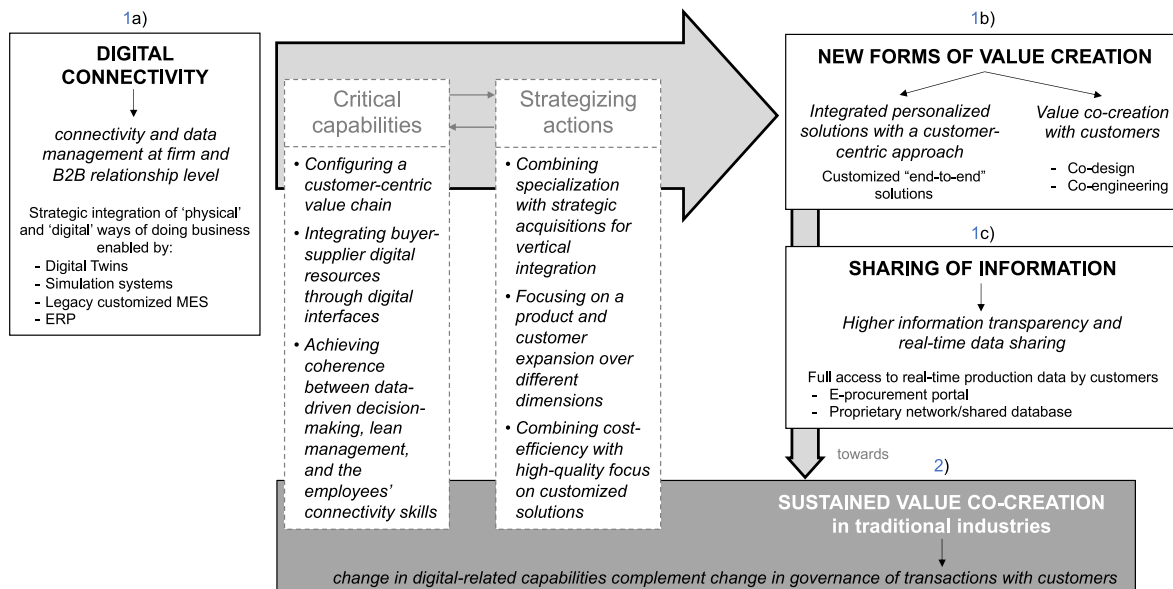 1a)
DIGITAL
CONNECTIVITY
connectivity and data
management at firm and
B2B relationship level
Strategic integration of ‘physical’
and ‘digital’ ways of doing business
enabled by:
- Digital Twins
- Simulation systems
- Legacy customized MES
- ERP
Critical
capabilities
• Configuring a
customer-centric
value chain
• Integrating buyer-
supplier digital
resources
through digital
interfaces
• Achieving
coherence
between data-
driven decision-
making, lean
management,
and the
employees’
connectivity skills
Strategizing
actions
• Combining
specialization
with strategic
acquisitions for
vertical
integration
• Focusing on a
product and
customer
expansion over
different
dimensions
• Combining cost-
efficiency with
high-quality focus
on customized
solutions
1b)
NEW FORMS OF VALUE CREATION
Integrated personalized
solutions with a customer-
centric approach
Customized “end-to-end”
solutions
Value co-creation
with customers
- Co-design
- Co-engineering
1c)
SHARING OF INFORMATION
Higher information transparency and
real-time data sharing
Full access to real-time production data by customers
- E-procurement portal
- Proprietary network/shared database
towards
2)
SUSTAINED VALUE CO-CREATION
in traditional industries
change in digital-related capabilities complement change in governance of transactions with customers